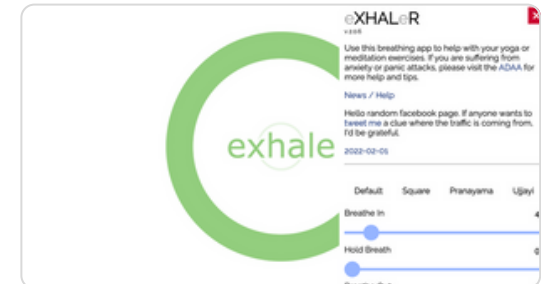 exhale
eXHALeR
v 2.0.6
Use this breathing app to help with your yoga or
meditation exercises. If you are suffering from
anxiety or panic attacks, please visit the ADAA for
more help and tips.
News / Help
Hello random facebook page. If anyone wants to
tweet me a clue where the traffic is coming from,
I'd be grateful.
2022-02-01
Default Square Pranayama Ujjayi
Breathe In 4
Hold Breath 0